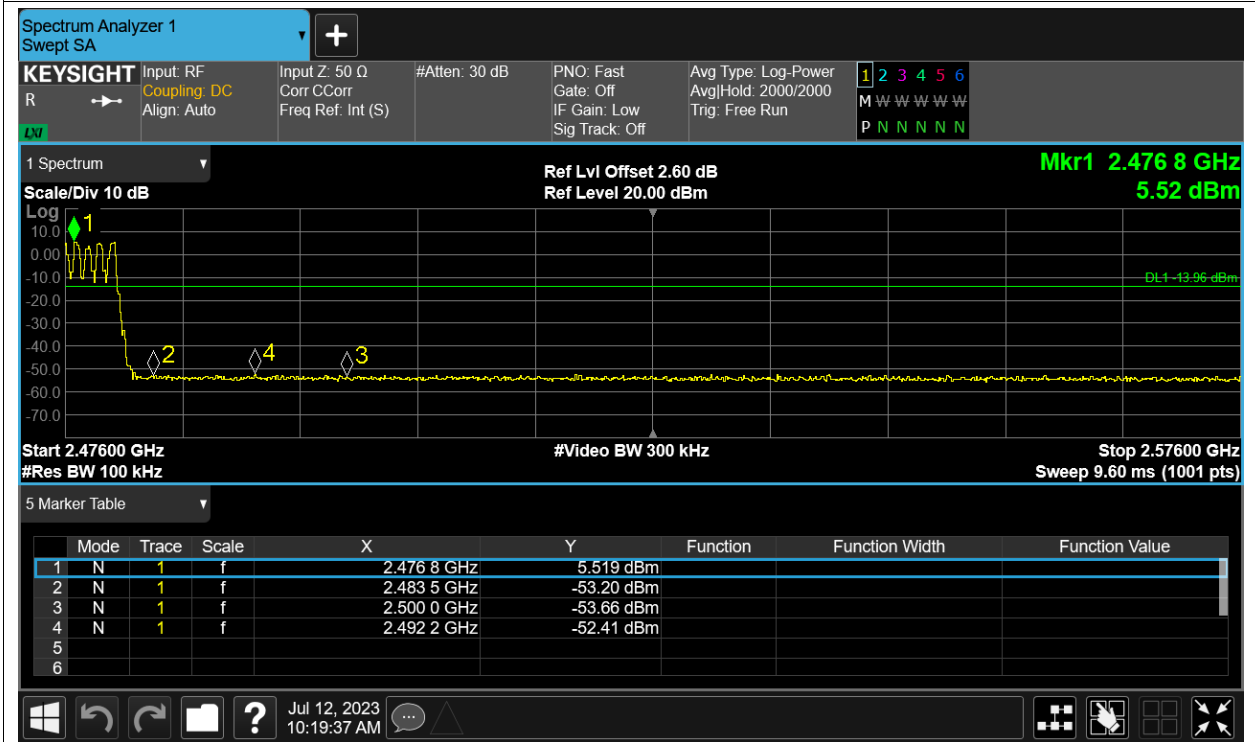 Spectrum Analyzer 1
Swept SA
+
KEYSIGHT Input: RF Input Z: 50 Ω #Atten: 30 dB PNO: Fast Avg Type: Log-Power 1 2 3 4 5 6
R Coupling: DC Corr CCorr Gate: Off Avg|Hold: 2000/2000 M W W W W W
Align: Auto Freq Ref: Int (S) IF Gain: Low Trig: Free Run
LXI Sig Track: Off P N N N N N
1 Spectrum Ref Lvl Offset 2.60 dB Mkr1 2.476 8 GHz
Scale/Div 10 dB Ref Level 20.00 dBm 5.52 dBm
Log
1
10.0
0.00
-10.0 DL1 -13.96 dBm
-20.0
-30.0
-40.0
2 4 3
-50.0
-60.0
-70.0
Start 2.47600 GHz #Video BW 300 kHz Stop 2.57600 GHz
#Res BW 100 kHz Sweep 9.60 ms (1001 pts)
5 Marker Table
Mode Trace Scale X Y Function Function Width Function Value
1 N 1 f 2.476 8 GHz 5.519 dBm
2 N 1 f 2.483 5 GHz -53.20 dBm
3 N 1 f 2.500 0 GHz -53.66 dBm
4 N 1 f 2.492 2 GHz -52.41 dBm
5
6
? Jul 12, 2023
10:19:37 AM